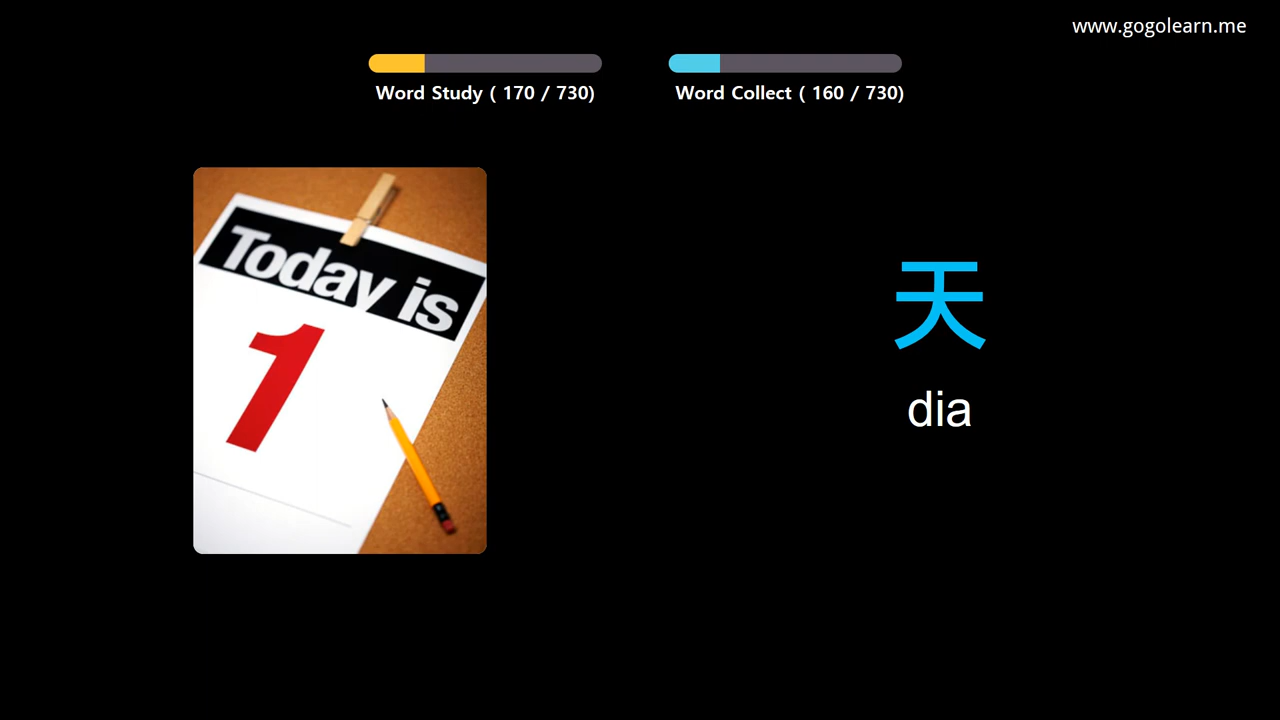 www.gogolearn.me
Word Study ( 170 / 730)
Word Collect ( 160 / 730)
Today is
1
天
dia